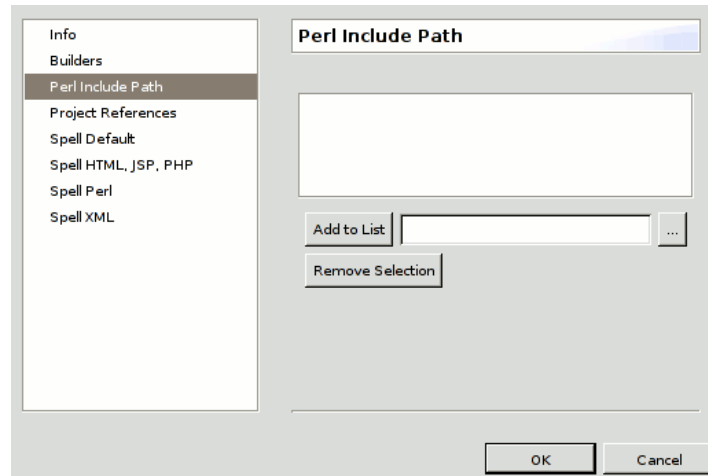 Info
Builders
Perl Include Path
Project References
Spell Default
Spell HTML, JSP, PHP
Spell Perl
Spell XML
Perl Include Path
Add to List
...
Remove Selection
OK
Cancel